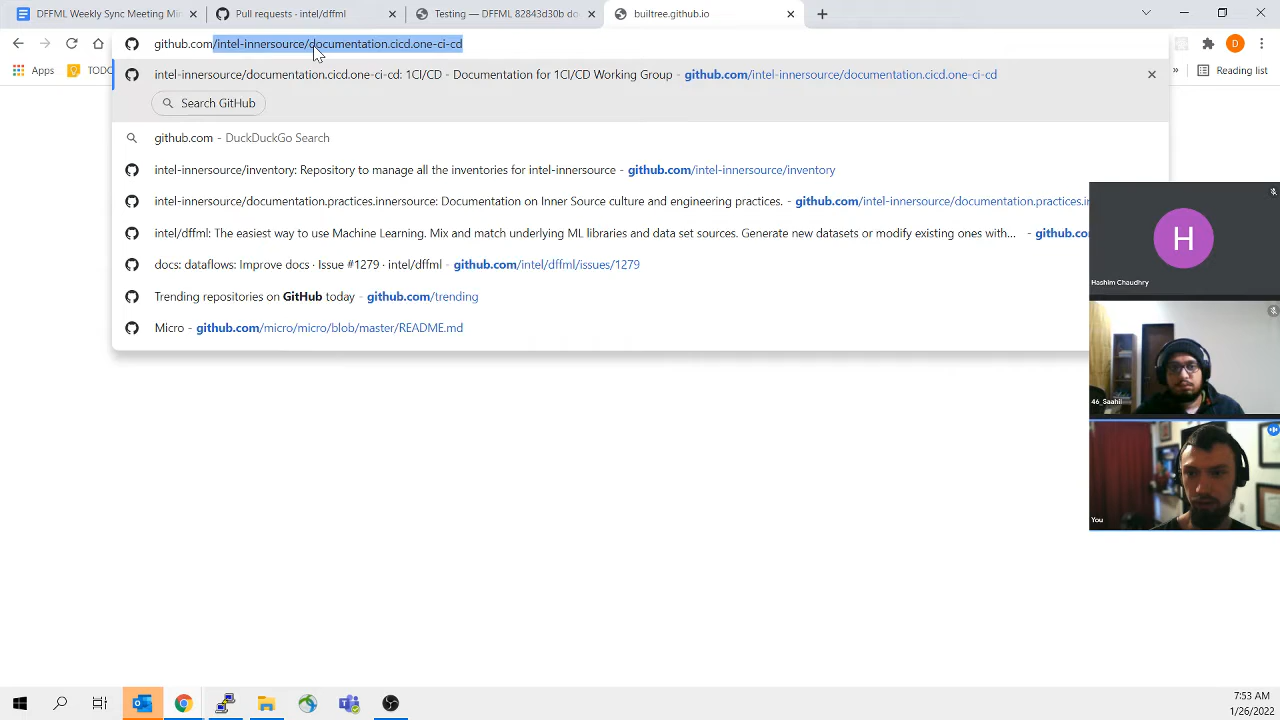 DFFML Weekly Sync Meeting Mi
Pull requests · intel/dffml
Testing — DFFML 82843d30b do
builtree.github.io
github.com/intel-innersource/documentation.cicd.one-ci-cd
Apps
TODO
Reading list
intel-innersource/documentation.cicd.one-ci-cd: 1CI/CD - Documentation for 1CI/CD Working Group - github.com/intel-innersource/documentation.cicd.one-ci-cd
Search GitHub
github.com - DuckDuckGo Search
intel-innersource/inventory: Repository to manage all the inventories for intel-innersource - github.com/intel-innersource/inventory
intel-innersource/documentation.practices.innersource: Documentation on Inner Source culture and engineering practices. - github.com/intel-innersource/documentation.practices.in
intel/dffml: The easiest way to use Machine Learning. Mix and match underlying ML libraries and data set sources. Generate new datasets or modify existing ones with... - github.co
docs: dataflows: Improve docs · Issue #1279 · intel/dffml - github.com/intel/dffml/issues/1279
Trending repositories on GitHub today - github.com/trending
Micro - github.com/micro/micro/blob/master/README.md
D
H
Hashim Chaudhry
46_Saahil
You
7:53 AM
1/26/2022